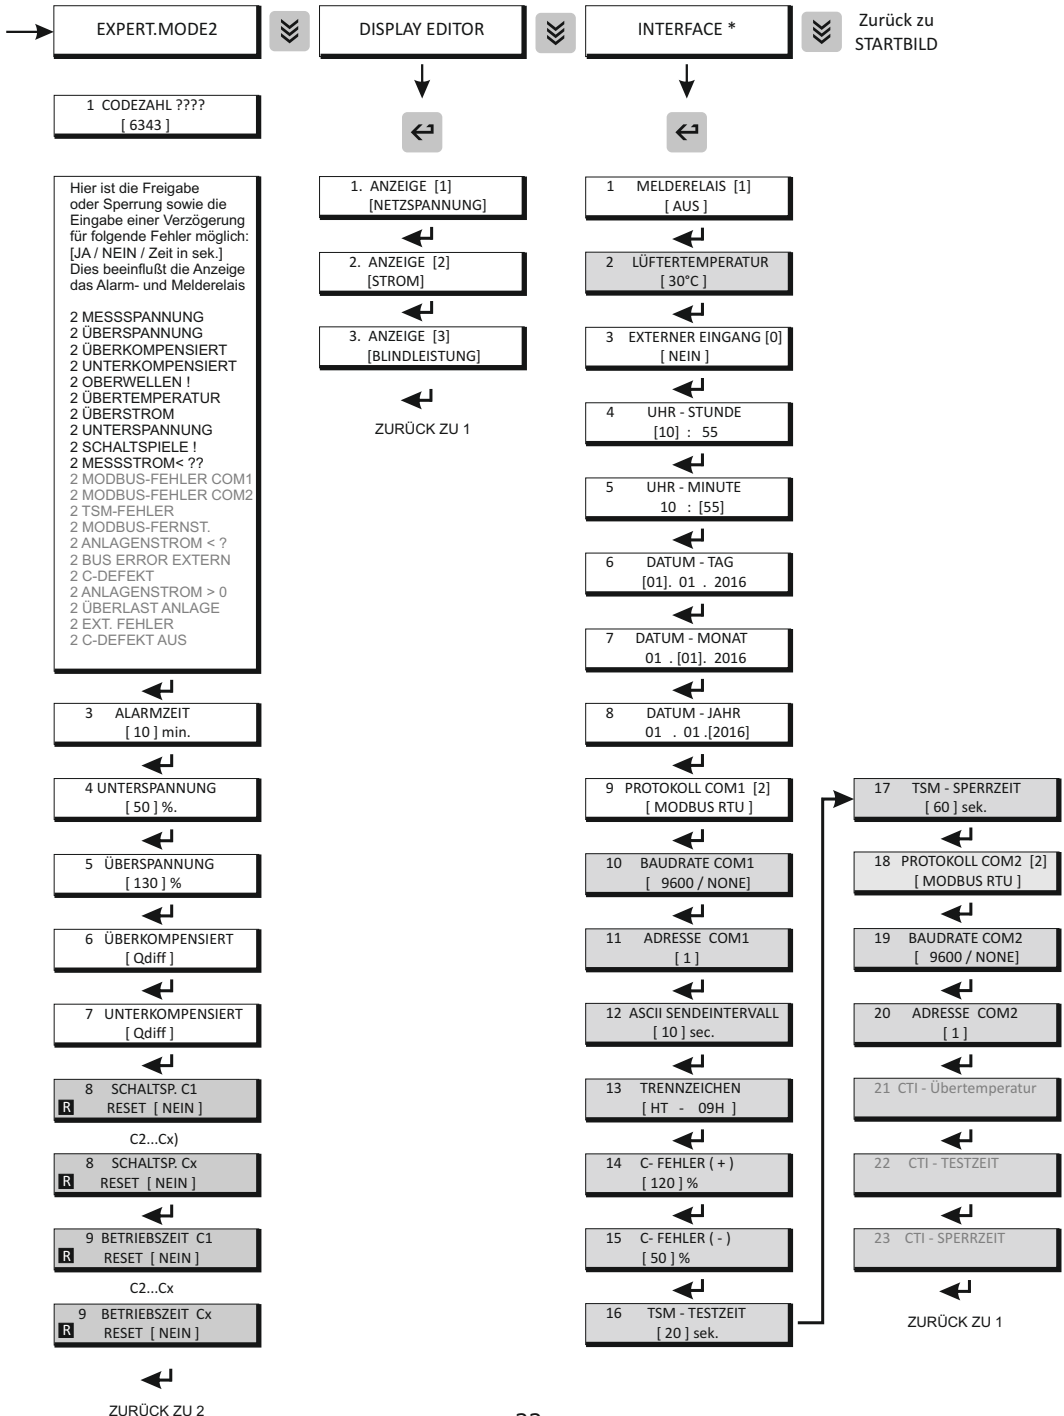 EXPERT.MODE2
DISPLAY EDITOR
INTERFACE *
Zurück zu
STARTBILD
1 CODEZAHL ????
[ 6343 ]
Hier ist die Freigabe
oder Sperrung sowie die
Eingabe einer Verzögerung
für folgende Fehler möglich:
[JA / NEIN / Zeit in sek.]
Dies beeinflußt die Anzeige
das Alarm- und Melderelais
2 MESSSPANNUNG
2 ÜBERSPANNUNG
2 ÜBERKOMPENSIERT
2 UNTERKOMPENSIERT
2 OBERWELLEN !
2 ÜBERTEMPERATUR
2 ÜBERSTROM
2 UNTERSPANNUNG
2 SCHALTSPIELE !
2 MESSSTROM< ??
2 MODBUS-FEHLER COM1
2 MODBUS-FEHLER COM2
2 TSM-FEHLER
2 MODBUS-FERNST.
2 ANLAGENSTROM < ?
2 BUS ERROR EXTERN
2 C-DEFEKT
2 ANLAGENSTROM > 0
2 ÜBERLAST ANLAGE
2 EXT. FEHLER
2 C-DEFEKT AUS
3 ALARMZEIT
[ 10 ] min.
4 UNTERSPANNUNG
[ 50 ] %.
5 ÜBERSPANNUNG
[ 130 ] %
6 ÜBERKOMPENSIERT
[ Qdiff ]
7 UNTERKOMPENSIERT
[ Qdiff ]
8 SCHALTSP. C1
R RESET [ NEIN ]
C2...Cx)
8 SCHALTSP. Cx
R RESET [ NEIN ]
9 BETRIEBSZEIT C1
R RESET [ NEIN ]
C2...Cx
9 BETRIEBSZEIT Cx
R RESET [ NEIN ]
ZURÜCK ZU 2
1. ANZEIGE [1]
[NETZSPANNUNG]
2. ANZEIGE [2]
[STROM]
3. ANZEIGE [3]
[BLINDLEISTUNG]
ZURÜCK ZU 1
1 MELDERELAIS [1]
[ AUS ]
2 LÜFTERTEMPERATUR
[ 30°C ]
3 EXTERNER EINGANG [0]
[ NEIN ]
4 UHR - STUNDE
[10] : 55
5 UHR - MINUTE
10 : [55]
6 DATUM - TAG
[01]. 01 . 2016
7 DATUM - MONAT
01 . [01]. 2016
8 DATUM - JAHR
01 . 01 .[2016]
9 PROTOKOLL COM1 [2]
[ MODBUS RTU ]
10 BAUDRATE COM1
[ 9600 / NONE]
11 ADRESSE COM1
[ 1 ]
12 ASCII SENDEINTERVALL
[ 10 ] sec.
13 TRENNZEICHEN
[ HT - 09H ]
14 C- FEHLER ( + )
[ 120 ] %
15 C- FEHLER ( - )
[ 50 ] %
16 TSM - TESTZEIT
[ 20 ] sek.
17 TSM - SPERRZEIT
[ 60 ] sek.
18 PROTOKOLL COM2 [2]
[ MODBUS RTU ]
19 BAUDRATE COM2
[ 9600 / NONE]
20 ADRESSE COM2
[ 1 ]
21 CTI - Übertemperatur
22 CTI - TESTZEIT
23 CTI - SPERRZEIT
ZURÜCK ZU 1